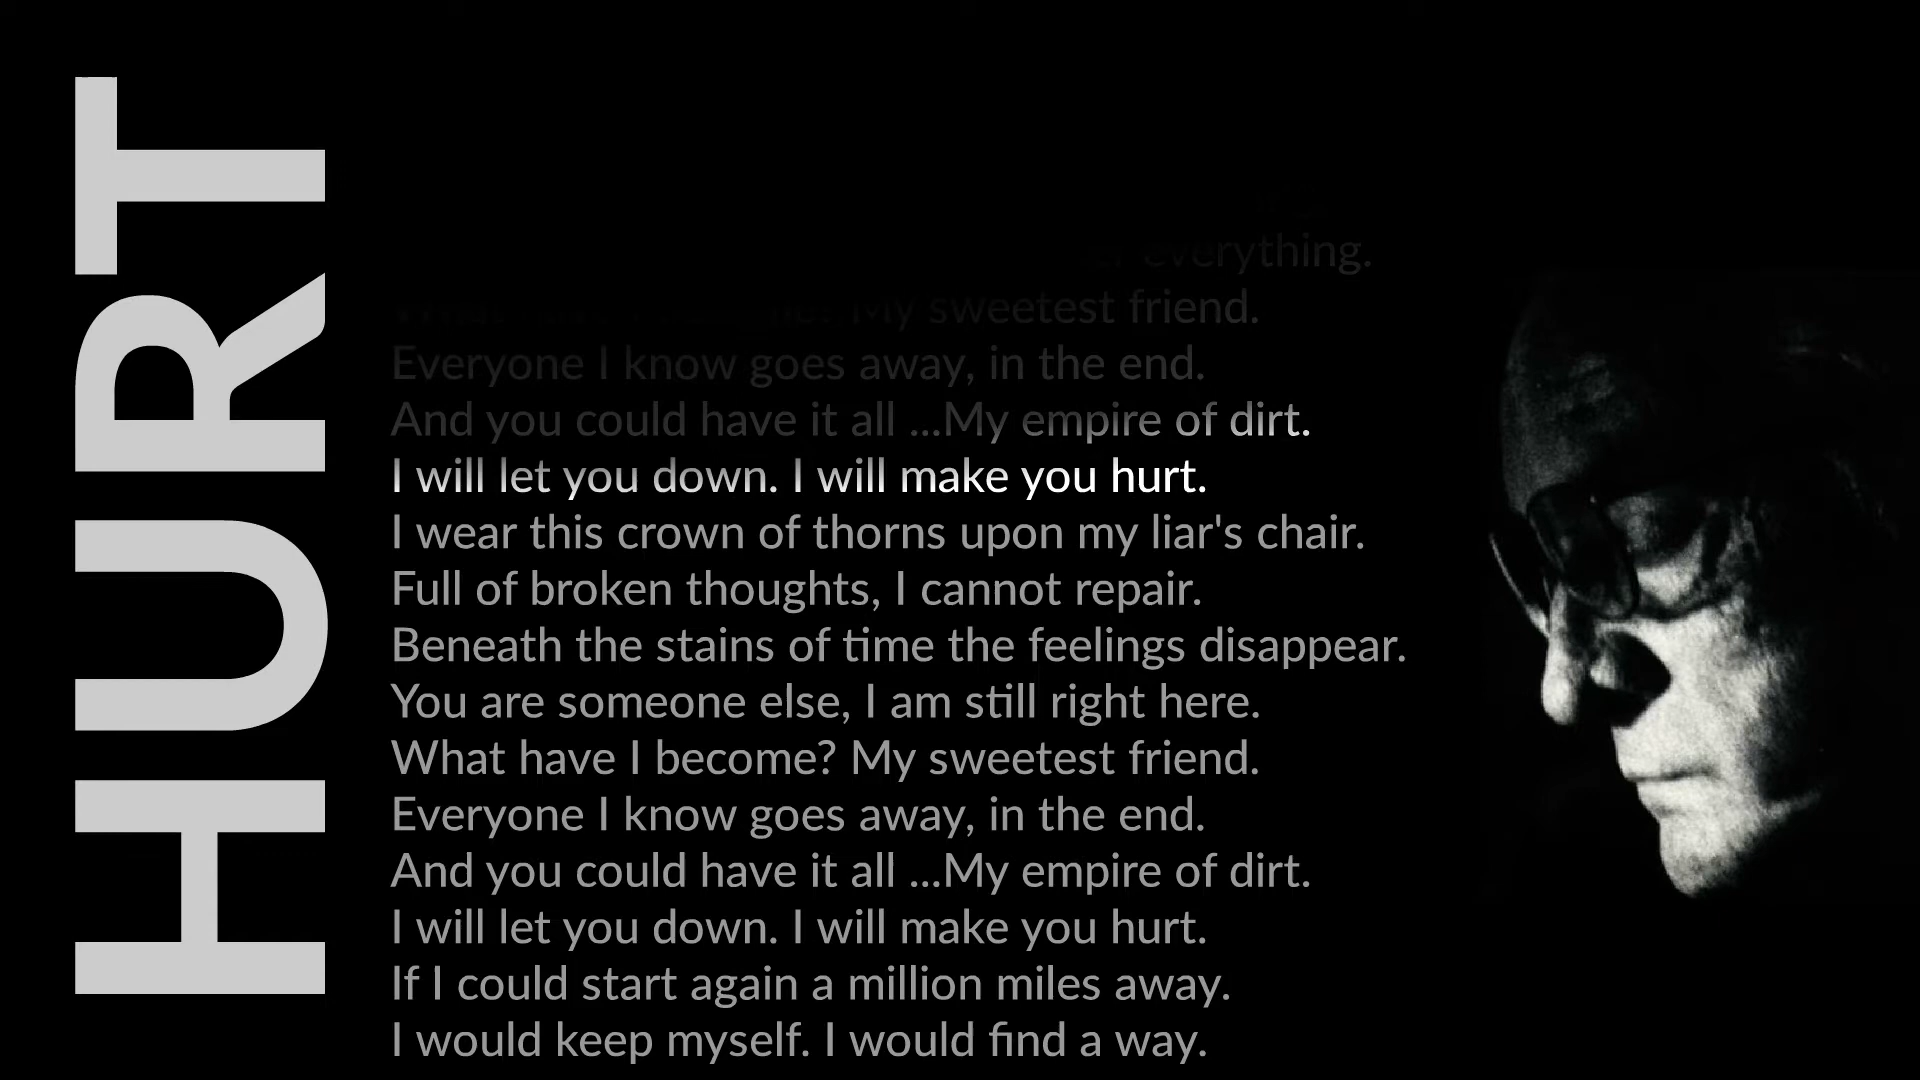 HURT
everything.
My sweetest friend.
Everyone I know goes away, in the end.
And you could have it all ...My empire of dirt.
I will let you down. I will make you hurt.
I wear this crown of thorns upon my liar's chair.
Full of broken thoughts, I cannot repair.
Beneath the stains of time the feelings disappear.
You are someone else, I am still right here.
What have I become? My sweetest friend.
Everyone I know goes away, in the end.
And you could have it all ...My empire of dirt.
I will let you down. I will make you hurt.
If I could start again a million miles away.
I would keep myself. I would find a way.